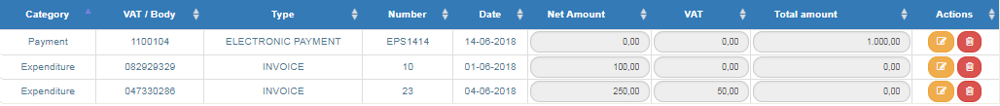 Category VAT / Body Type Number Date Net Amount VAT Total amount Actions
Payment 1100104 ELECTRONIC PAYMENT EPS1414 14-06-2018 0,00 0,00 1.000,00
Expenditure 082929329 INVOICE 10 01-06-2018 100,00 0,00 0,00
Expenditure 047330286 INVOICE 23 04-06-2018 250,00 50,00 0,00